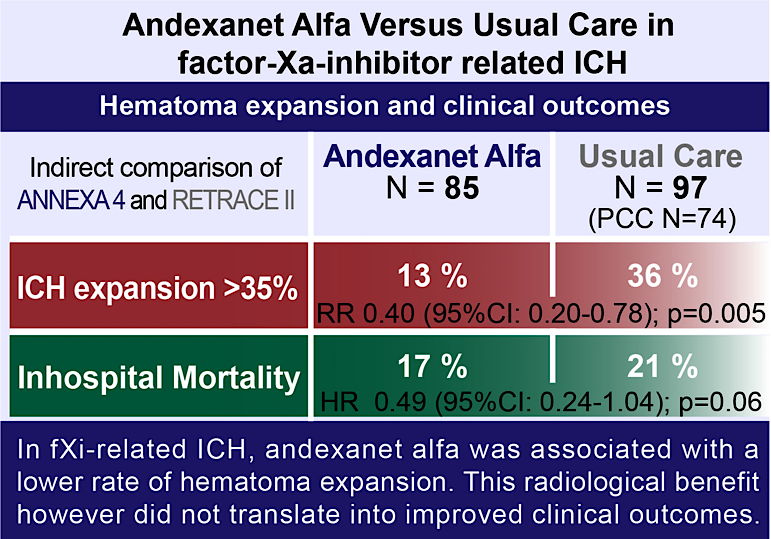 Andexanet Alfa Versus Usual Care in
factor-Xa-inhibitor related ICH
Hematoma expansion and clinical outcomes
Indirect comparison of
ANNEXA 4 and RETRACE II
Andexanet Alfa
N = 85
Usual Care
N = 97
(PCC N=74)
ICH expansion >35%
13 %
36 %
RR 0.40 (95%CI: 0.20-0.78); p=0.005
Inhospital Mortality
17 %
21 %
HR  0.49 (95%CI: 0.24-1.04); p=0.06
In fXi-related ICH, andexanet alfa was associated with a
lower rate of hematoma expansion. This radiological benefit
however did not translate into improved clinical outcomes.